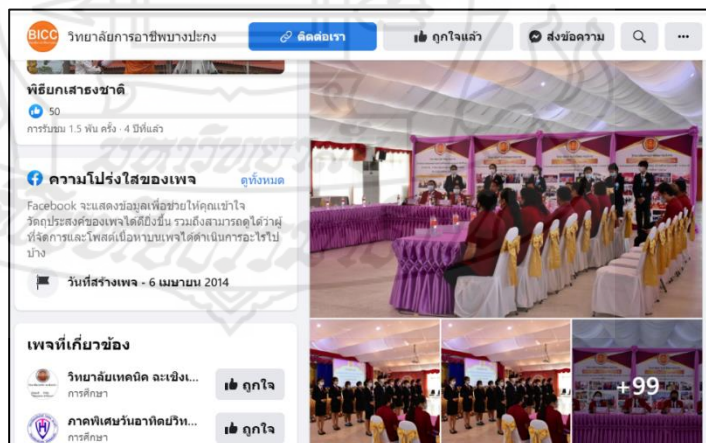 BICC
วิทยาลัยการอาชีพบางปะกง
ติดต่อเรา
ถูกใจแล้ว
ส่งข้อความ
พิธียกเสาธงชาติ
50
การรับชม 1.5 พัน ครั้ง · 4 ปีที่แล้ว
ความโปร่งใสของเพจ
ดูทั้งหมด
Facebook จะแสดงข้อมูลเพื่อช่วยให้คุณเข้าใจ
วัตถุประสงค์ของเพจได้ดียิ่งขึ้น รวมถึงสามารถดูได้ว่าผู้
ที่จัดการและโพสต์เนื้อหาบนเพจได้ดำเนินการอะไรไป
บ้าง
วันที่สร้างเพจ - 6 เมษายน 2014
เพจที่เกี่ยวข้อง
วิทยาลัยเทคนิค ฉะเชิงเ...
การศึกษา
ถูกใจ
ภาคพิเศษวันอาทิตย์วิท...
การศึกษา
ถูกใจ
+99